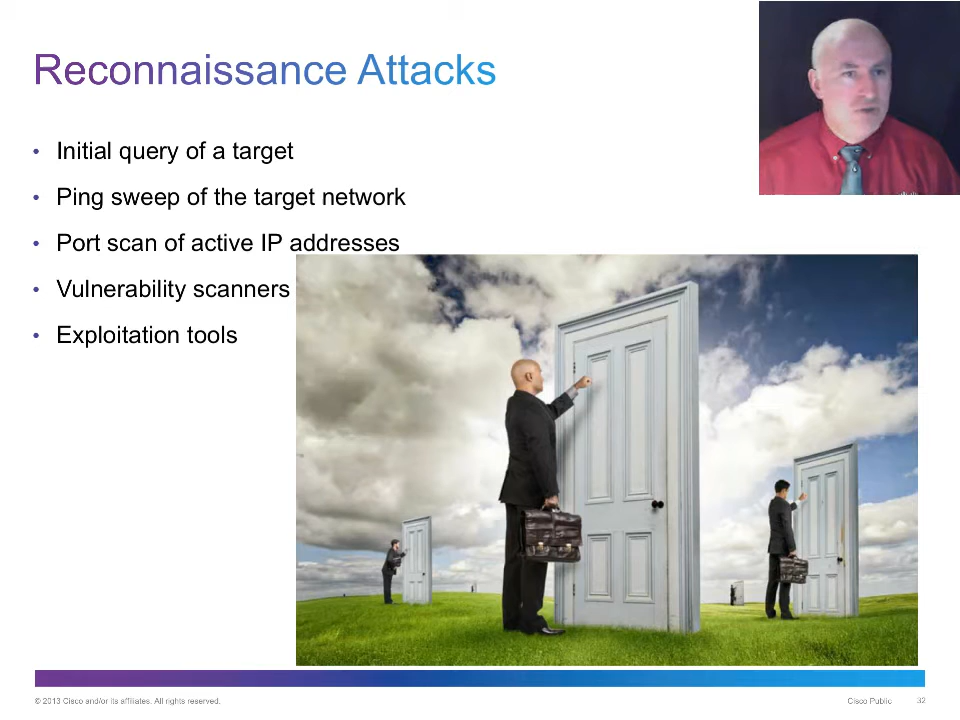 Reconnaissance Attacks
• Initial query of a target
• Ping sweep of the target network
• Port scan of active IP addresses
• Vulnerability scanners
• Exploitation tools
© 2013 Cisco and/or its affiliates. All rights reserved.
Cisco Public
32